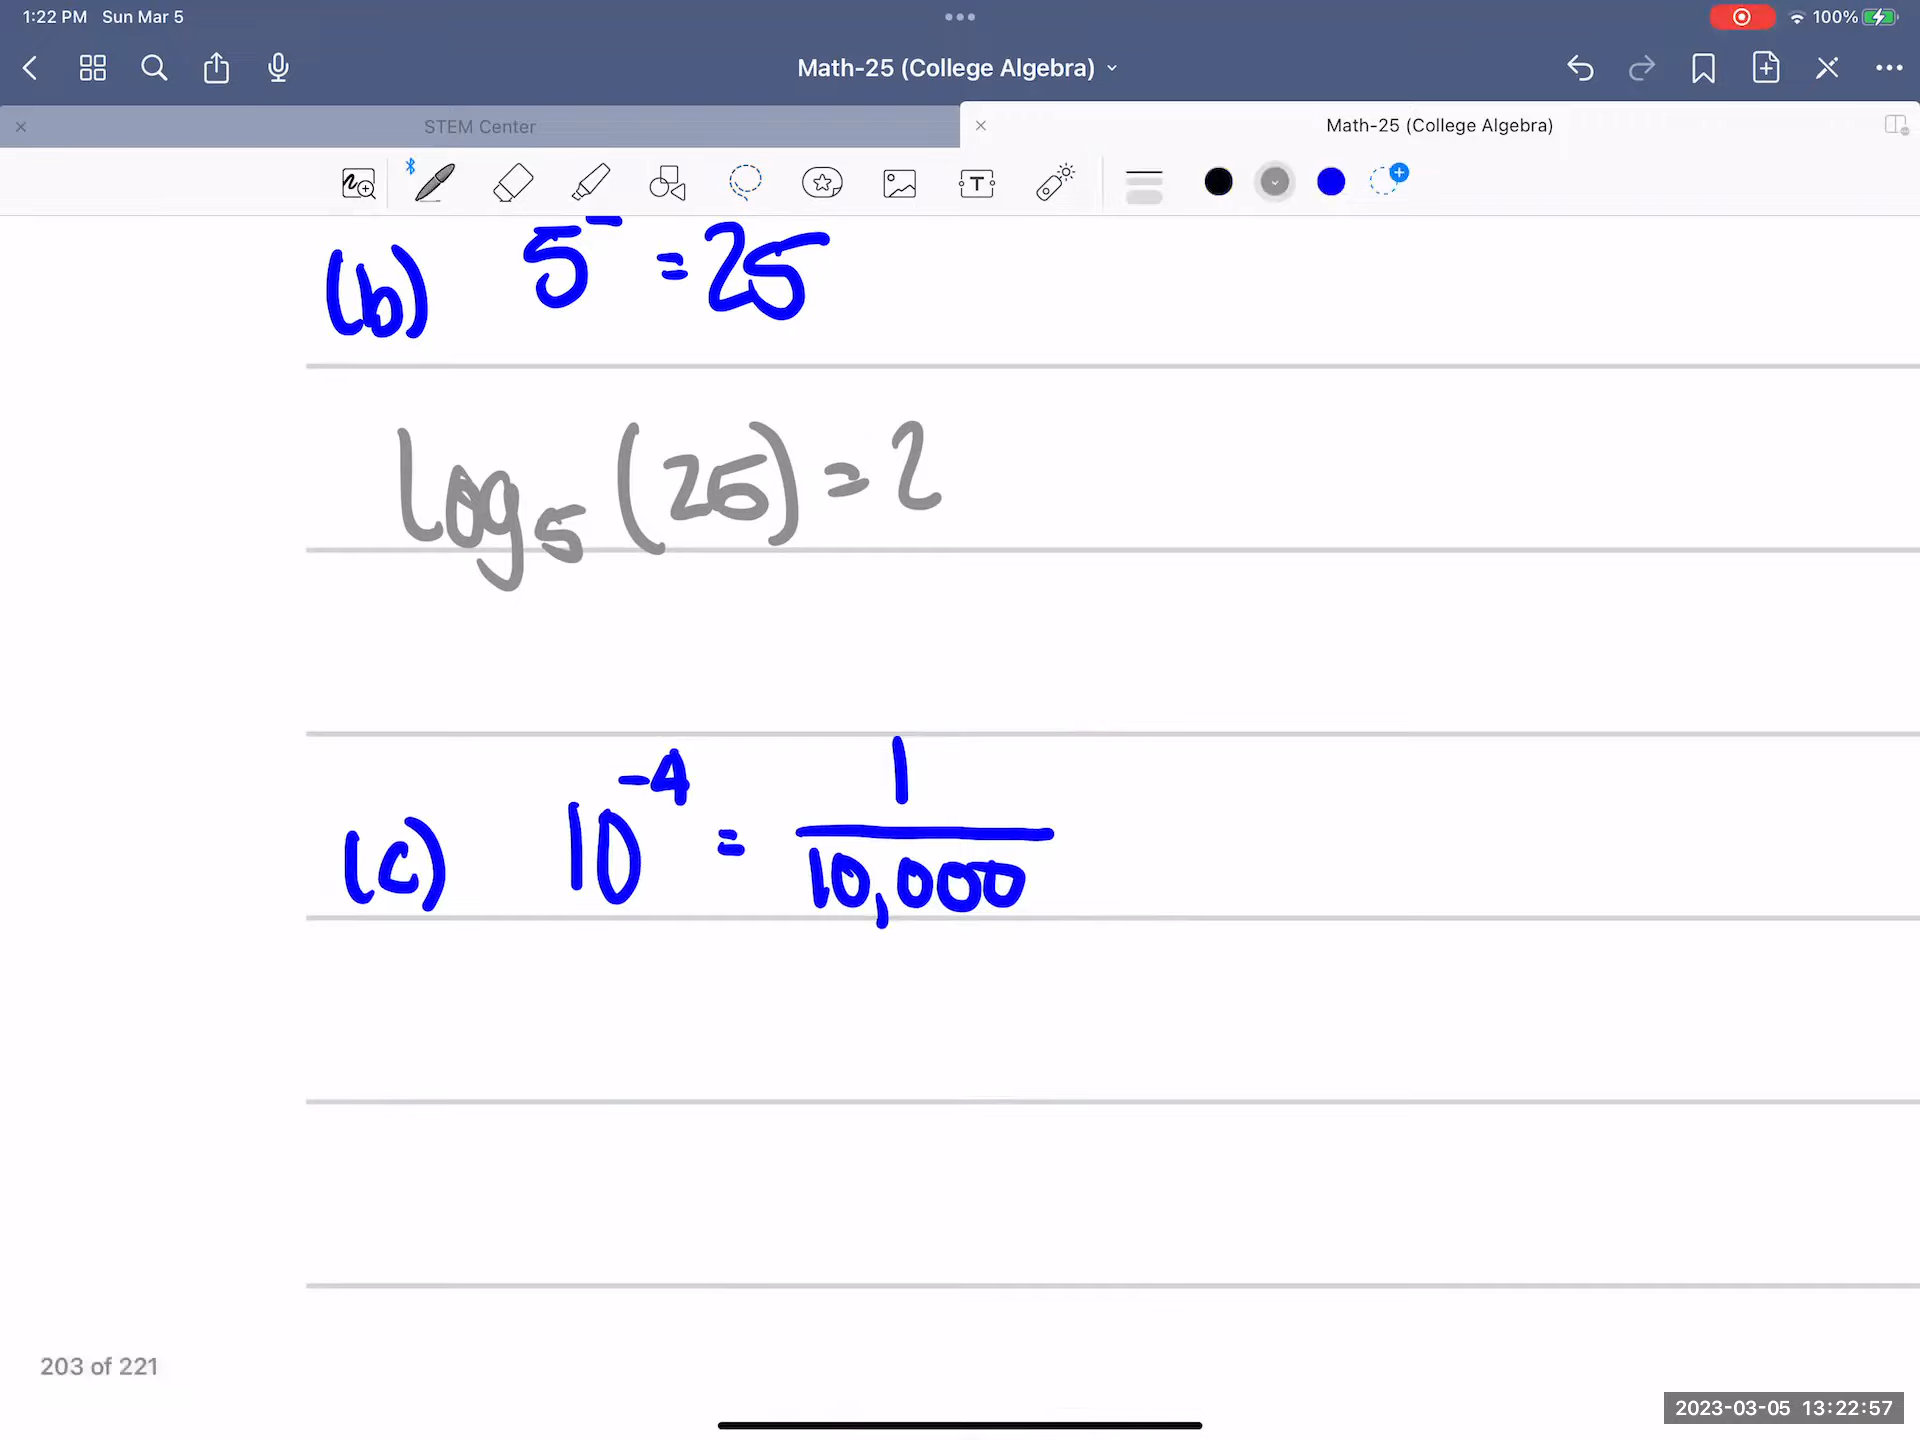 1:22 PM Sun Mar 5
100%
Math-25 (College Algebra)
STEM Center
Math-25 (College Algebra)
(b) 5 = 25
log₅ (25) = 2
(c) 10⁻⁴ = 1/10,000
203 of 221
2023-03-05 13:22:57